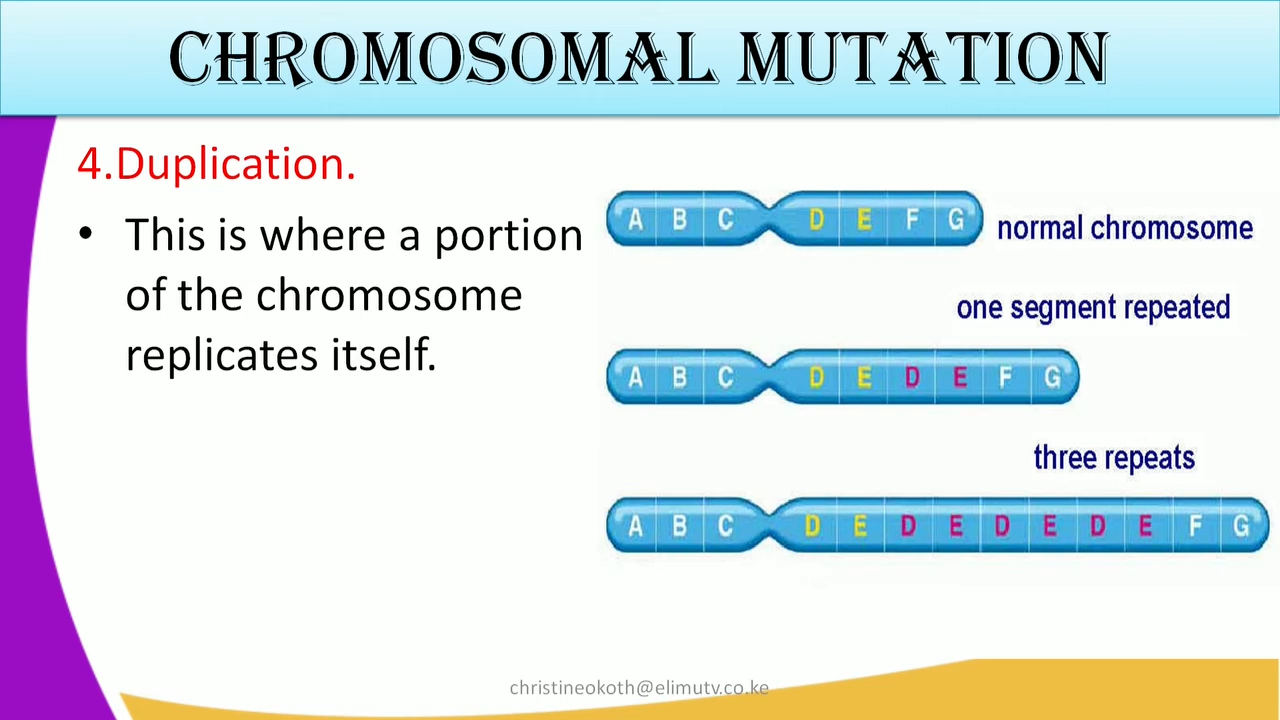 CHROMOSOMAL MUTATION
4.Duplication.
• This is where a portion
of the chromosome
replicates itself.
A B C D E F G
normal chromosome
one segment repeated
A B C D E D E F G
three repeats
A B C D E D E D E D E F G
christineokoth@elimutv.co.ke